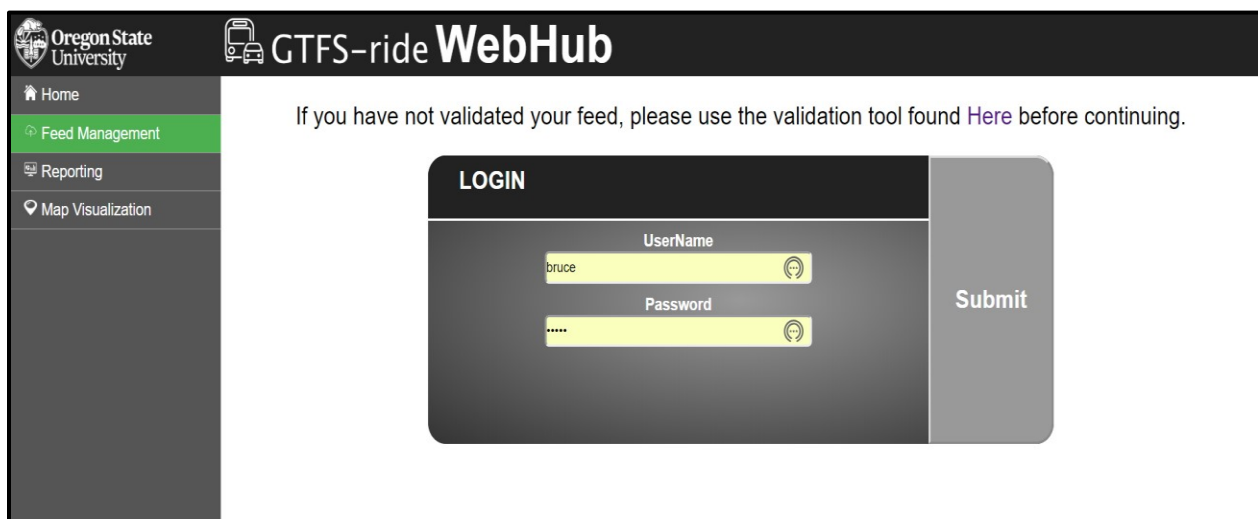 Oregon State
University
GTFS-ride WebHub
Home
Feed Management
Reporting
Map Visualization
If you have not validated your feed, please use the validation tool found Here before continuing.
LOGIN
UserName
bruce
Password
•••••
Submit